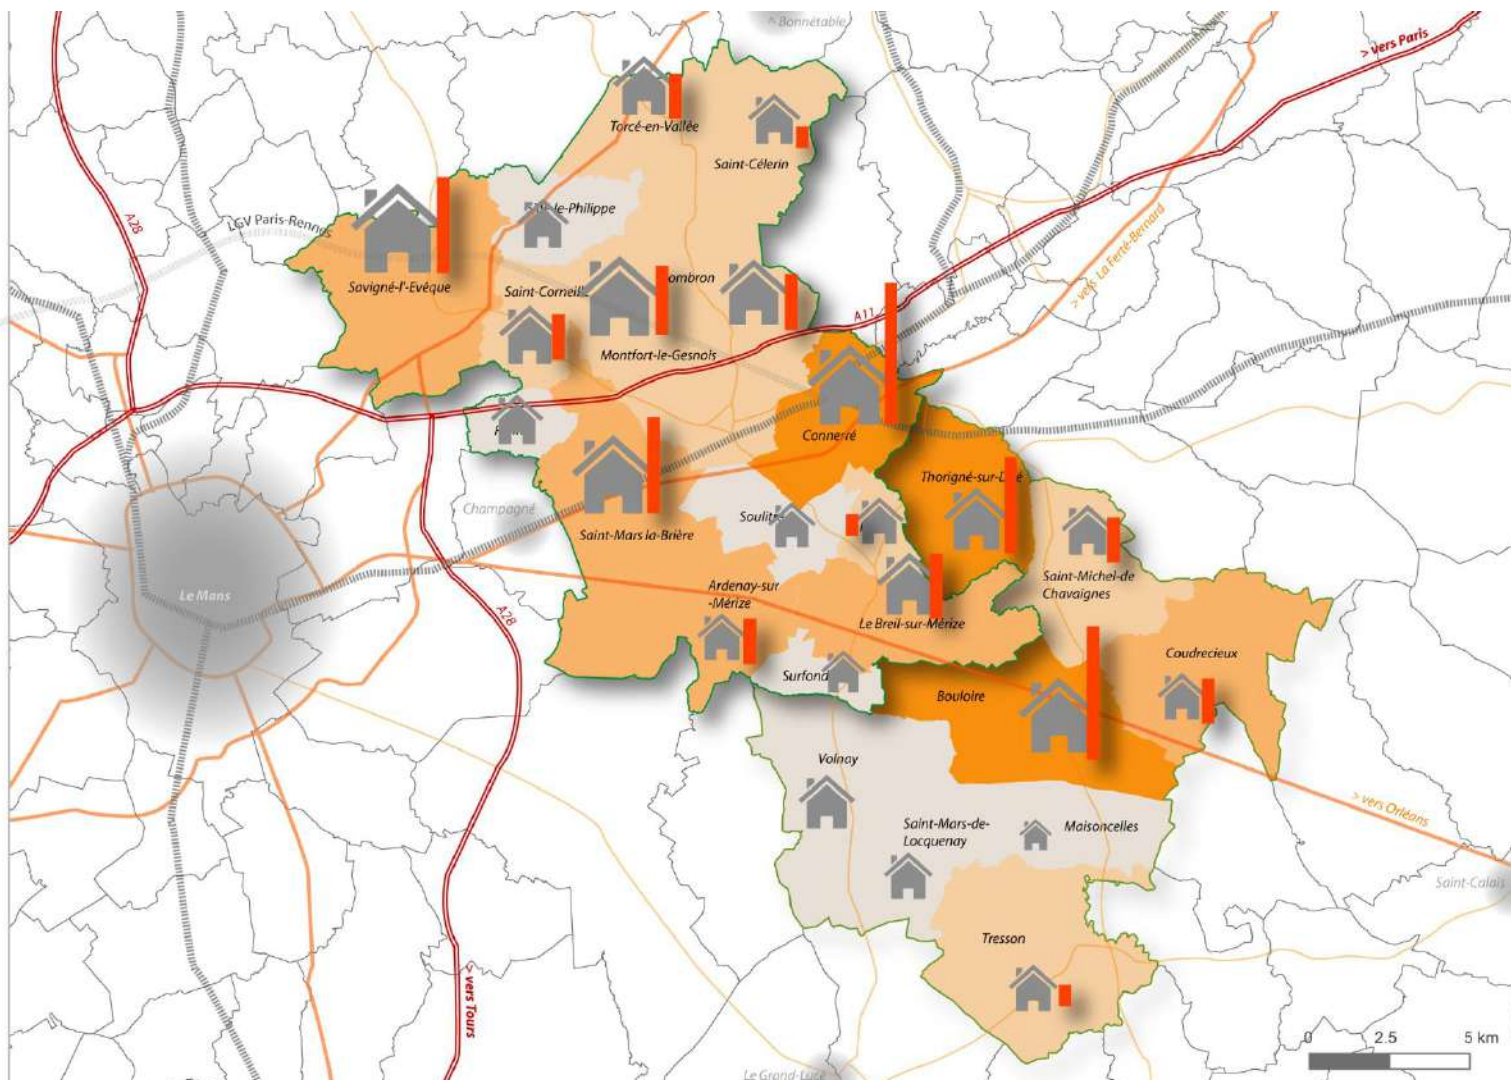 Bonnétable
> vers Paris
Torcé-en-Vallée
Saint-Célerin
A28
LGV Paris-Rennes
le-Philippe
> vers La Ferté-Bernard
Savigné-l'-Evêque
Saint-Corneille
ombron
A11
Montfort-le-Gesnois
Connerré
Thorigné-sur-Dué
Champagné
Soulitré
Saint-Mars la-Brière
Ardenay-sur
-Mérize
Saint-Michel-de
Chavaignes
Le Mans
A28
Le Breil-sur-Mérize
Coudrecieux
Surfond
Bouloire
Volnay
> vers Orléans
Saint-Mars-de-
Locquenay
Maisoncelles
Saint-Calais
Tresson
> vers Tours
0 2.5 5 km
Le Grand-Lucé